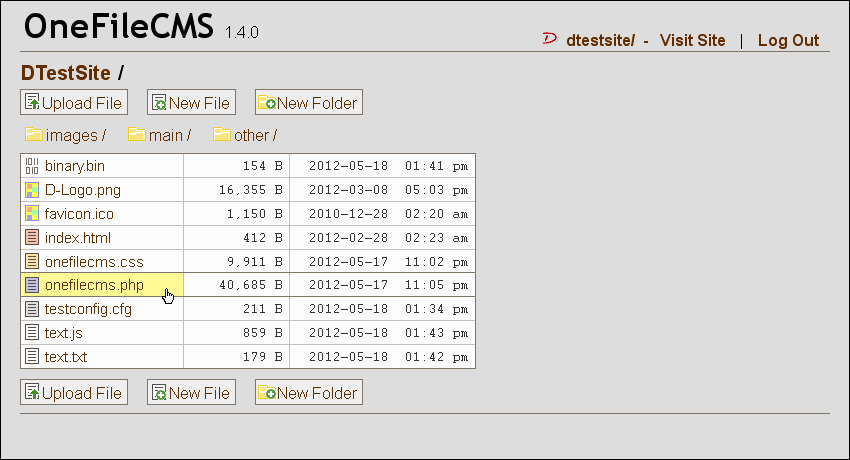 OneFileCMS 1.4.0
D dtestsite/ - Visit Site | Log Out
DTestSite /
Upload File New File New Folder
images / main / other /
binary.bin 154 B 2012-05-18 01:41 pm
D-Logo.png 16,355 B 2012-03-08 05:03 pm
favicon.ico 1,150 B 2010-12-28 02:20 am
index.html 412 B 2012-02-28 02:23 am
onefilecms.css 9,911 B 2012-05-17 11:02 pm
onefilecms.php 40,685 B 2012-05-17 11:05 pm
testconfig.cfg 211 B 2012-05-18 01:34 pm
text.js 859 B 2012-05-18 01:43 pm
text.txt 179 B 2012-05-18 01:42 pm
Upload File New File New Folder